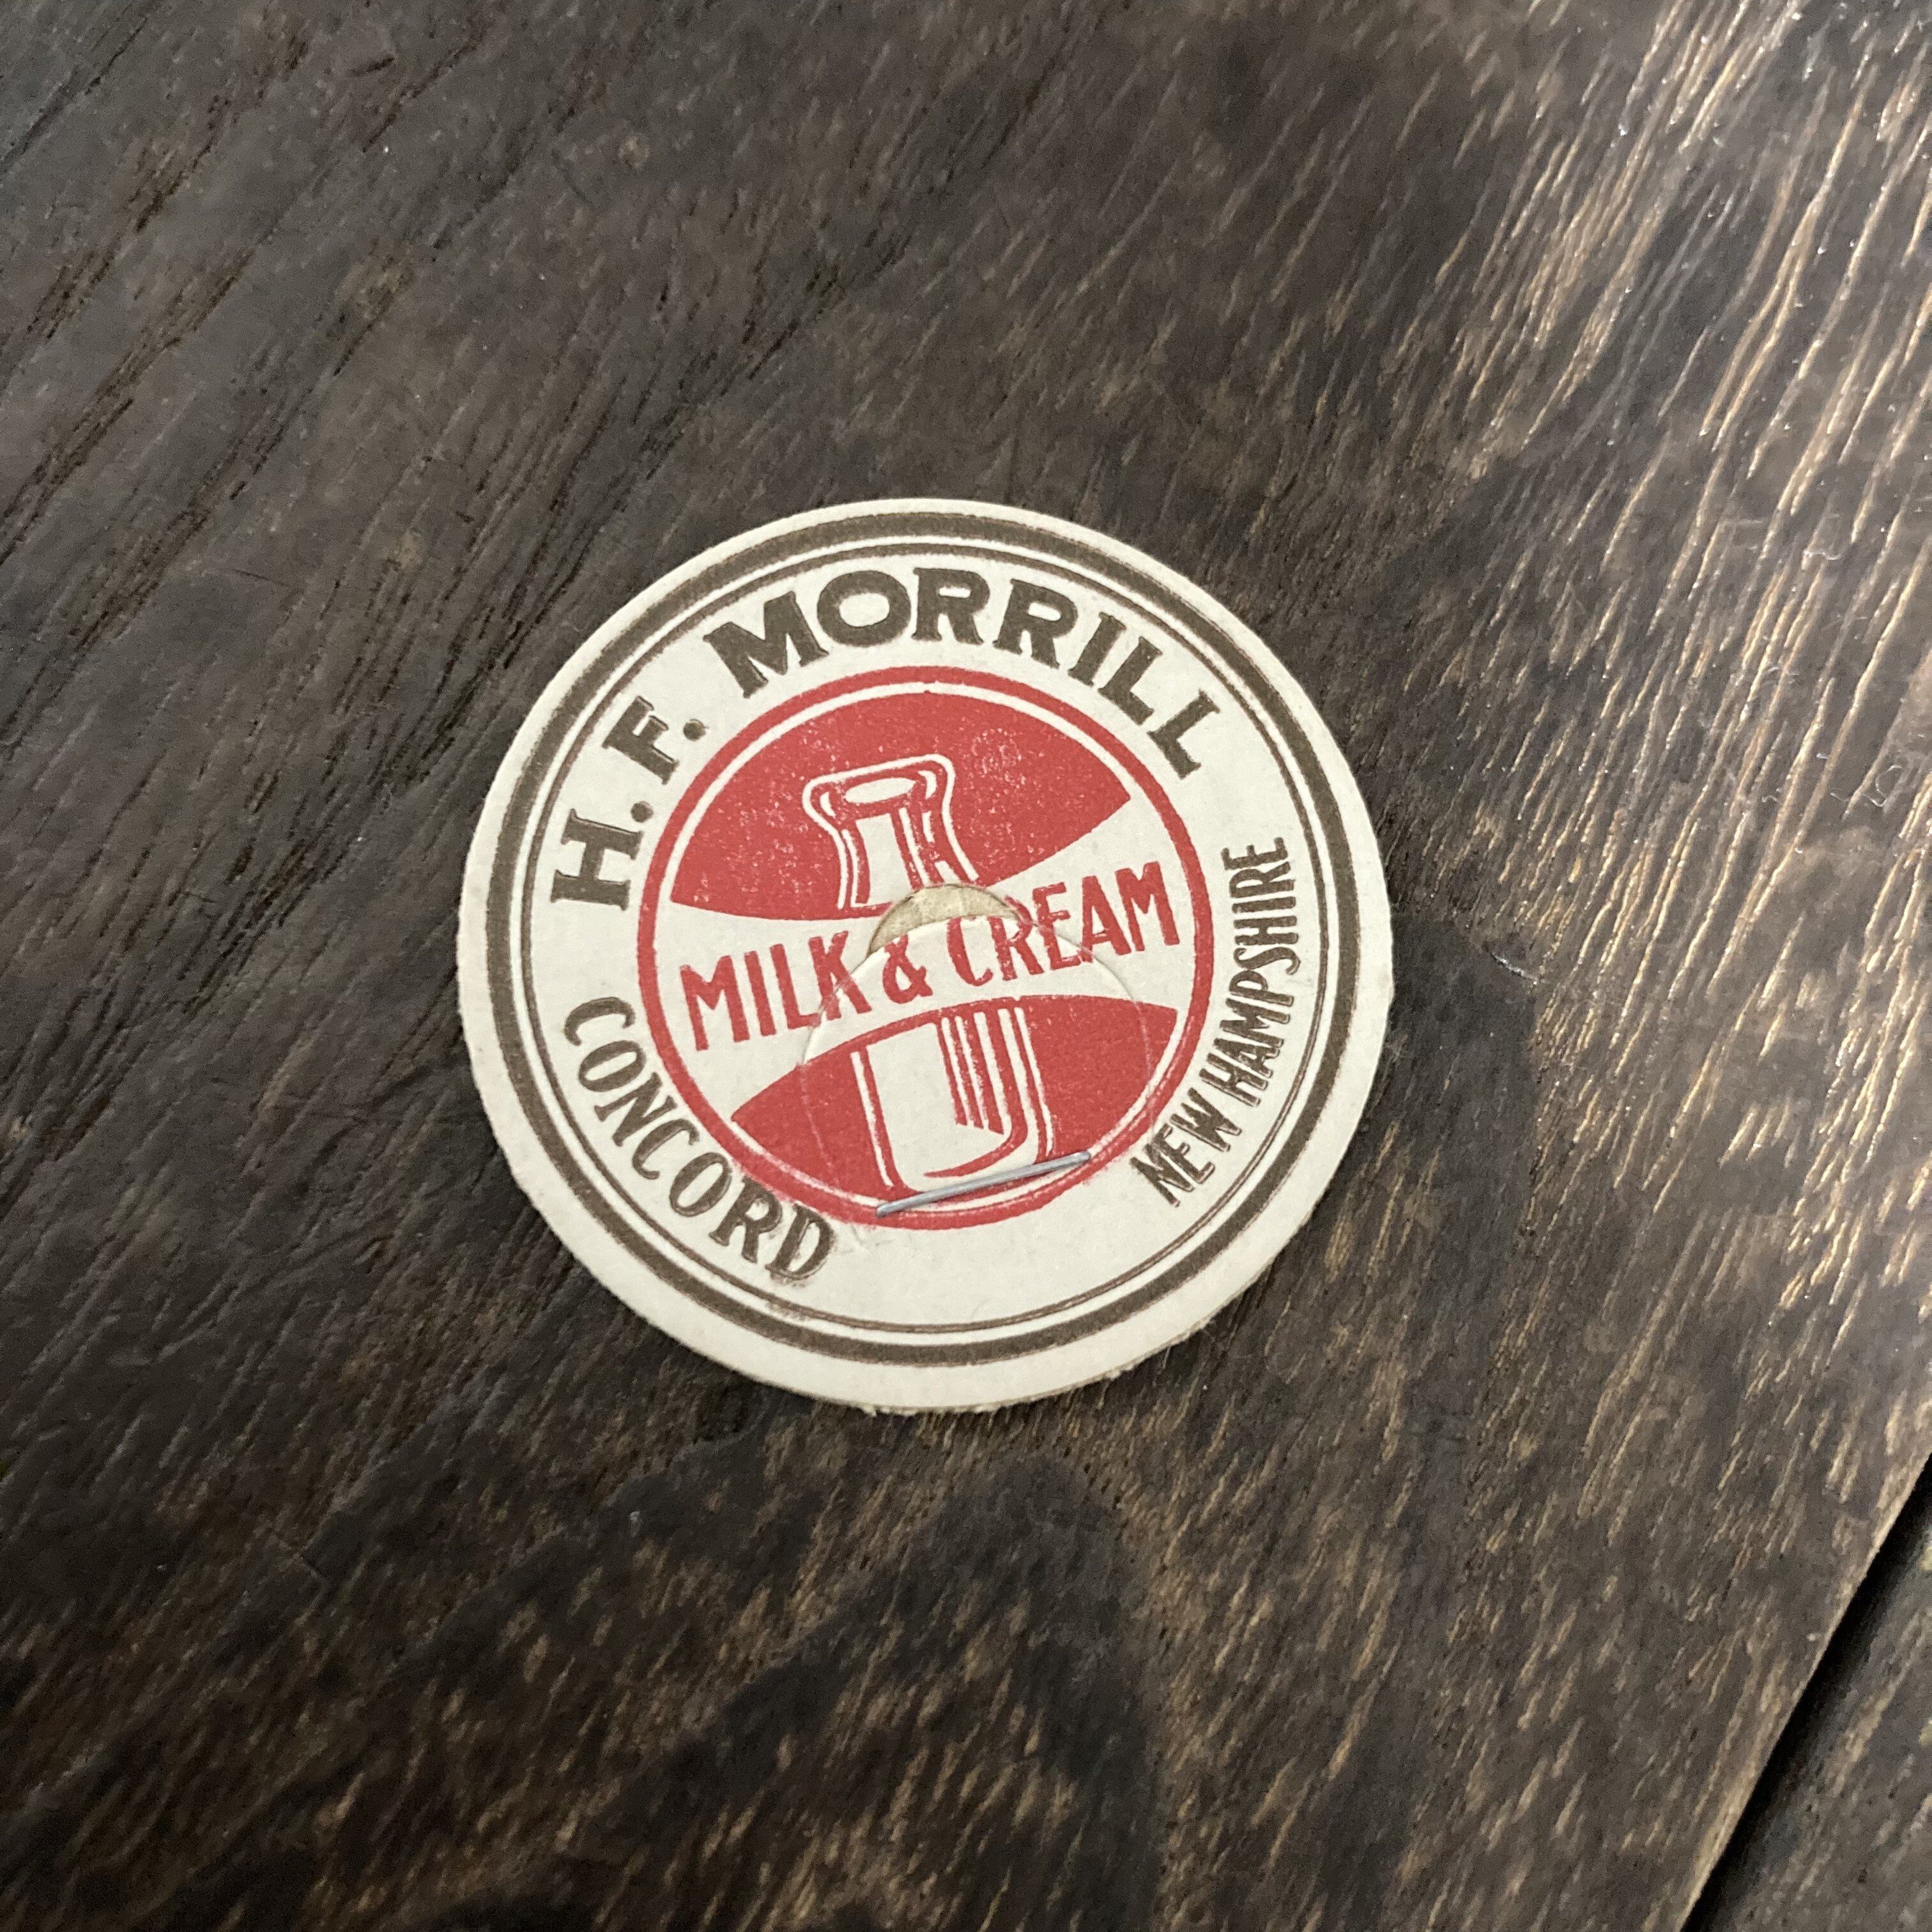 H.F. MORRILL
MILK & CREAM
CONCORD
NEW HAMPSHIRE